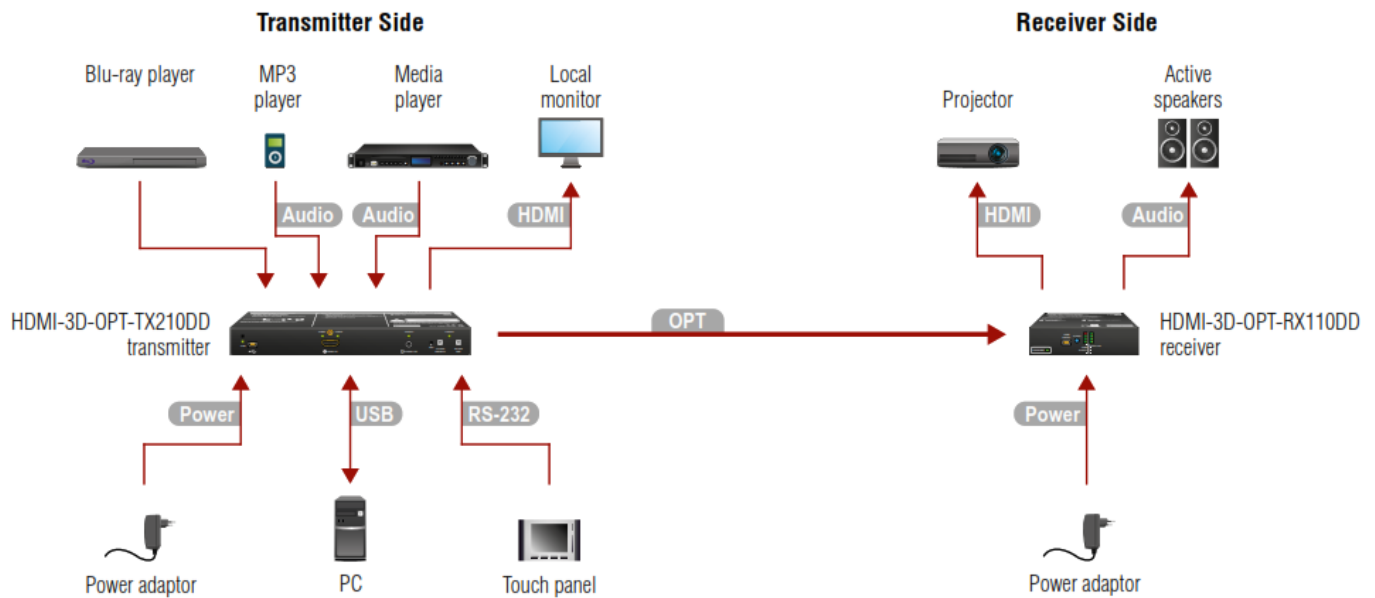 Transmitter Side
Receiver Side
Blu-ray player
MP3
player
Media
player
Local
monitor
Projector
Active
speakers
Audio
Audio
HDMI
HDMI
Audio
HDMI-3D-OPT-TX210DD
transmitter
OPT
HDMI-3D-OPT-RX110DD
receiver
Power
USB
RS-232
Power
Power adaptor
PC
Touch panel
Power adaptor